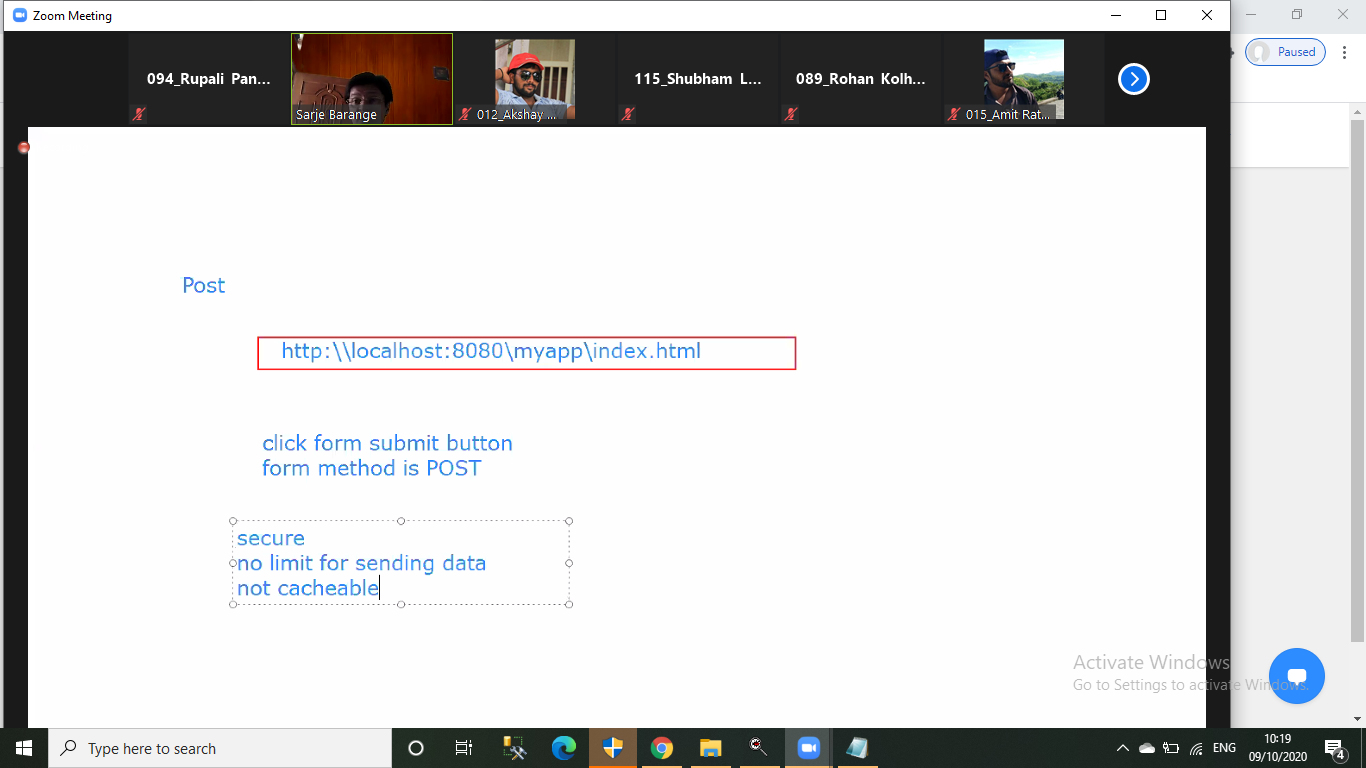 Zoom Meeting
Paused
094_Rupali Pan...
Sarje Barange
012_Akshay ...
115_Shubham L...
089_Rohan Kolh...
015_Amit Rat...
Post
http:\\localhost:8080\myapp\index.html
click form submit button
form method is POST
secure
no limit for sending data
not cacheable
Activate Windows
Go to Settings to activate Windows.
Type here to search
ENG
10:19
09/10/2020
4